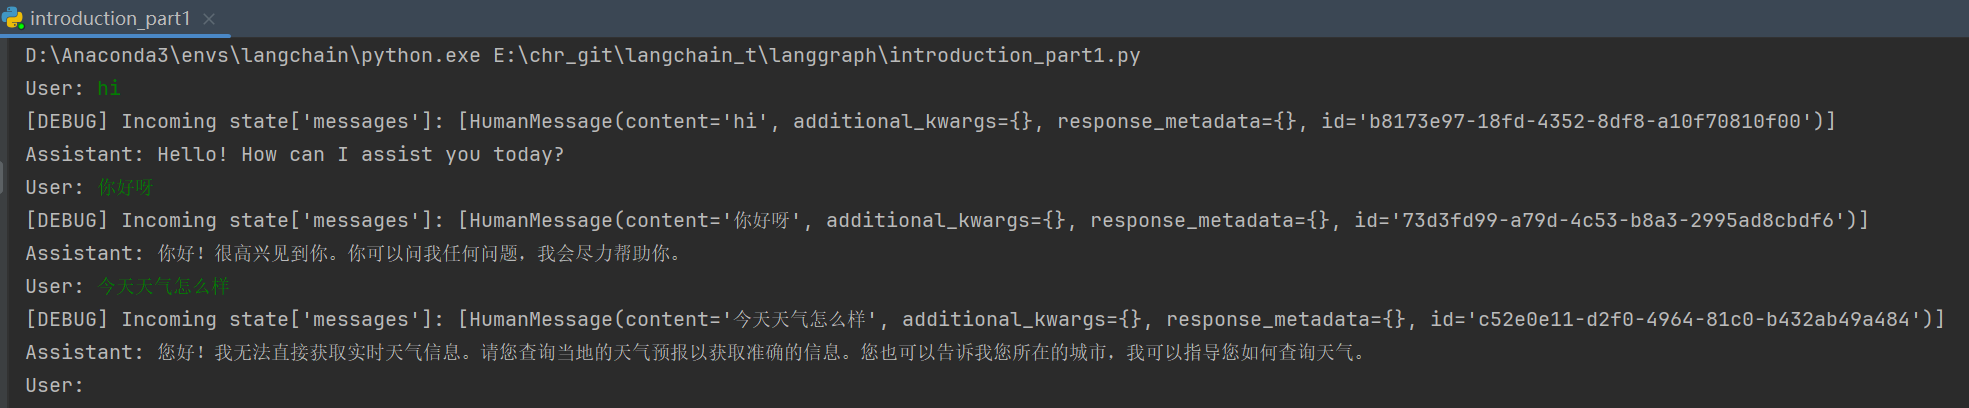 introduction_part1
D:\Anaconda3\envs\langchain\python.exe E:\chr_git\langchain_t\langgraph\introduction_part1.py
User: hi
[DEBUG] Incoming state['messages']: [HumanMessage(content='hi', additional_kwargs={}, response_metadata={}, id='b8173e97-18fd-4352-8df8-a10f70810f00')]
Assistant: Hello! How can I assist you today?
User: 你好呀
[DEBUG] Incoming state['messages']: [HumanMessage(content='你好呀', additional_kwargs={}, response_metadata={}, id='73d3fd99-a79d-4c53-b8a3-2995ad8cbdf6')]
Assistant: 你好！很高兴见到你。你可以问我任何问题，我会尽力帮助你。
User: 今天天气怎么样
[DEBUG] Incoming state['messages']: [HumanMessage(content='今天天气怎么样', additional_kwargs={}, response_metadata={}, id='c52e0e11-d2f0-4964-81c0-b432ab49a484')]
Assistant: 您好！我无法直接获取实时天气信息。请您查询当地的天气预报以获取准确的信息。您也可以告诉我您所在的城市，我可以指导您如何查询天气。
User: